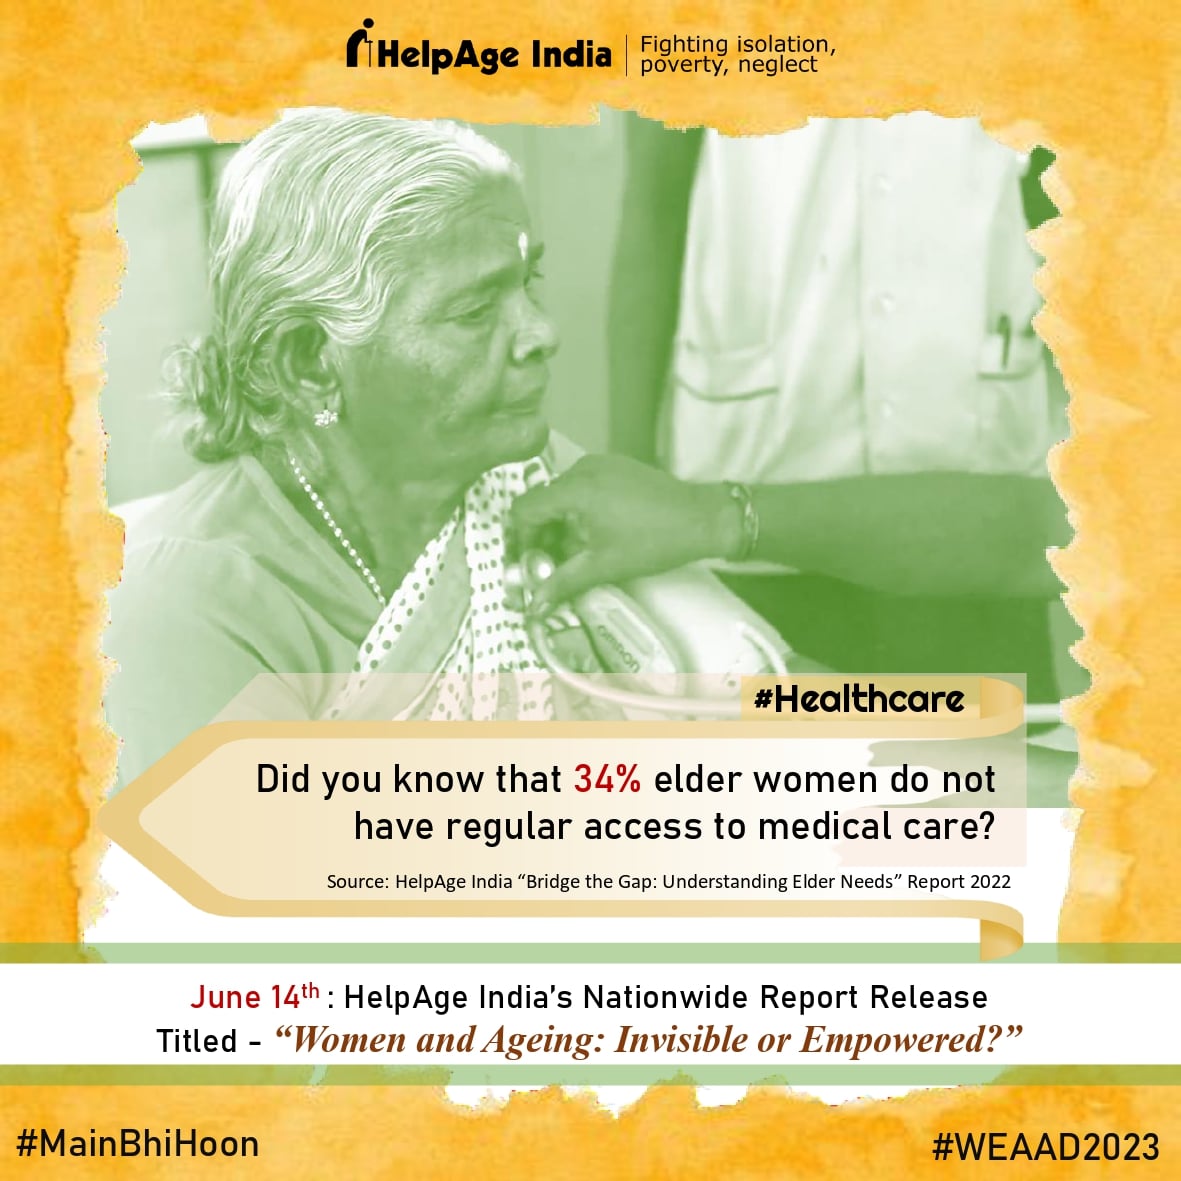 HelpAge India
Fighting isolation,
poverty, neglect
omron
#Healthcare
Did you know that 34% elder women do not
have regular access to medical care?
Source: HelpAge India “Bridge the Gap: Understanding Elder Needs” Report 2022
June 14th : HelpAge India’s Nationwide Report Release
Titled - “Women and Ageing: Invisible or Empowered?”
#MainBhiHoon
#WEAAD2023